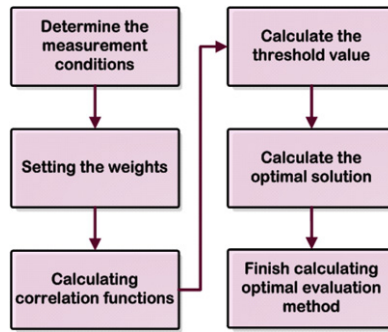 Determine the
measurement
conditions
Setting the weights
Calculating
correlation functions
Calculate the
threshold value
Calculate the
optimal solution
Finish calculating
optimal evaluation
method